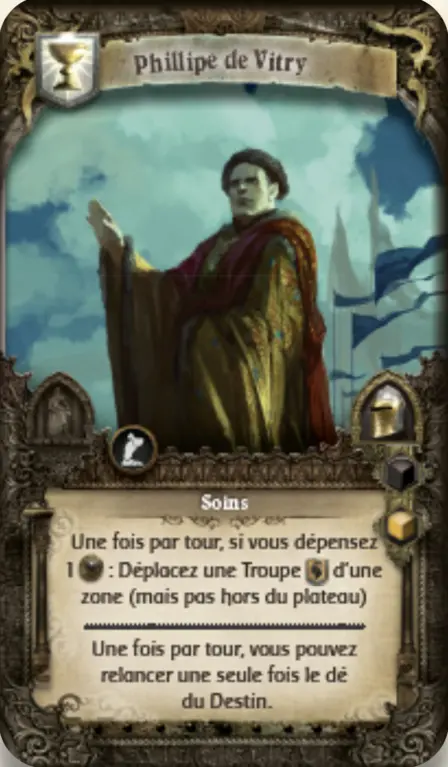 Phillipe de Vitry
Soins
Une fois par tour, si vous dépensez
1 : Déplacez une Troupe d'une
zone (mais pas hors du plateau)
Une fois par tour, vous pouvez
relancer une seule fois le dé
du Destin.